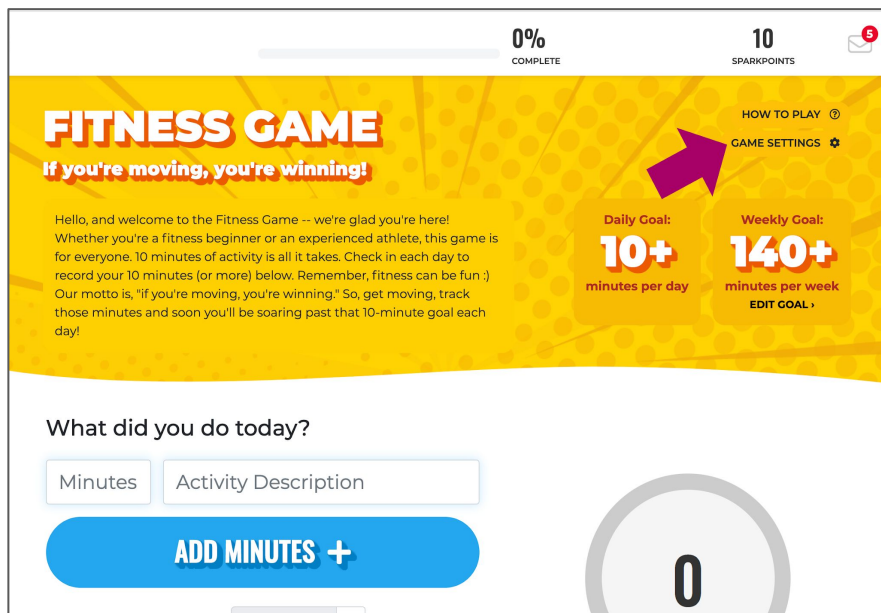 0%
COMPLETE
10
SPARKPOINTS
5
FITNESS GAME
If you're moving, you're winning!
HOW TO PLAY
GAME SETTINGS
Hello, and welcome to the Fitness Game -- we're glad you're here!
Whether you're a fitness beginner or an experienced athlete, this game is
for everyone. 10 minutes of activity is all it takes. Check in each day to
record your 10 minutes (or more) below. Remember, fitness can be fun :)
Our motto is, "if you're moving, you're winning." So, get moving, track
those minutes and soon you'll be soaring past that 10-minute goal each
day!
Daily Goal:
10+
minutes per day
Weekly Goal:
140+
minutes per week
EDIT GOAL ›
What did you do today?
Minutes
Activity Description
ADD MINUTES +
0